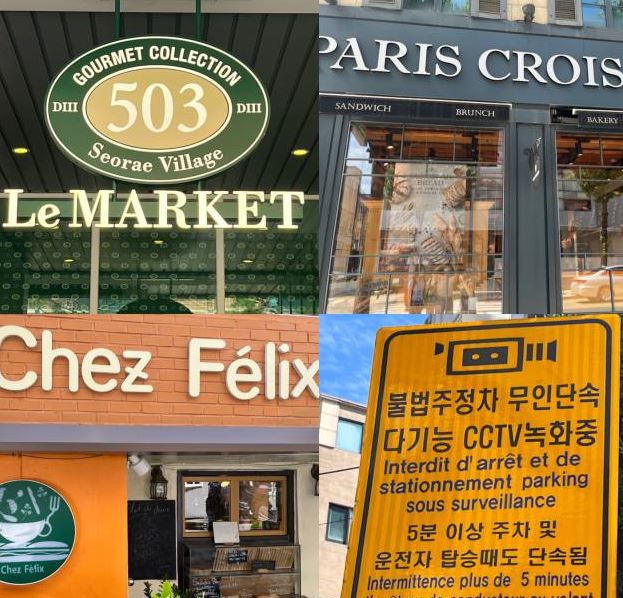 GOURMET COLLECTION
DIII 503 DIII
Seorae Village
Le MARKET
PARIS CROIS
SANDWICH BRUNCH BAKERY
BREAD
Chez Félix
Chez Félix
불법주정차 무인단속
다기능 CCTV녹화중
Interdit d'arrêt et de
stationnement parking
sous surveillance
5분 이상 주차 및
운전자 탑승때도 단속됨
Intermittence plus de 5 minutes